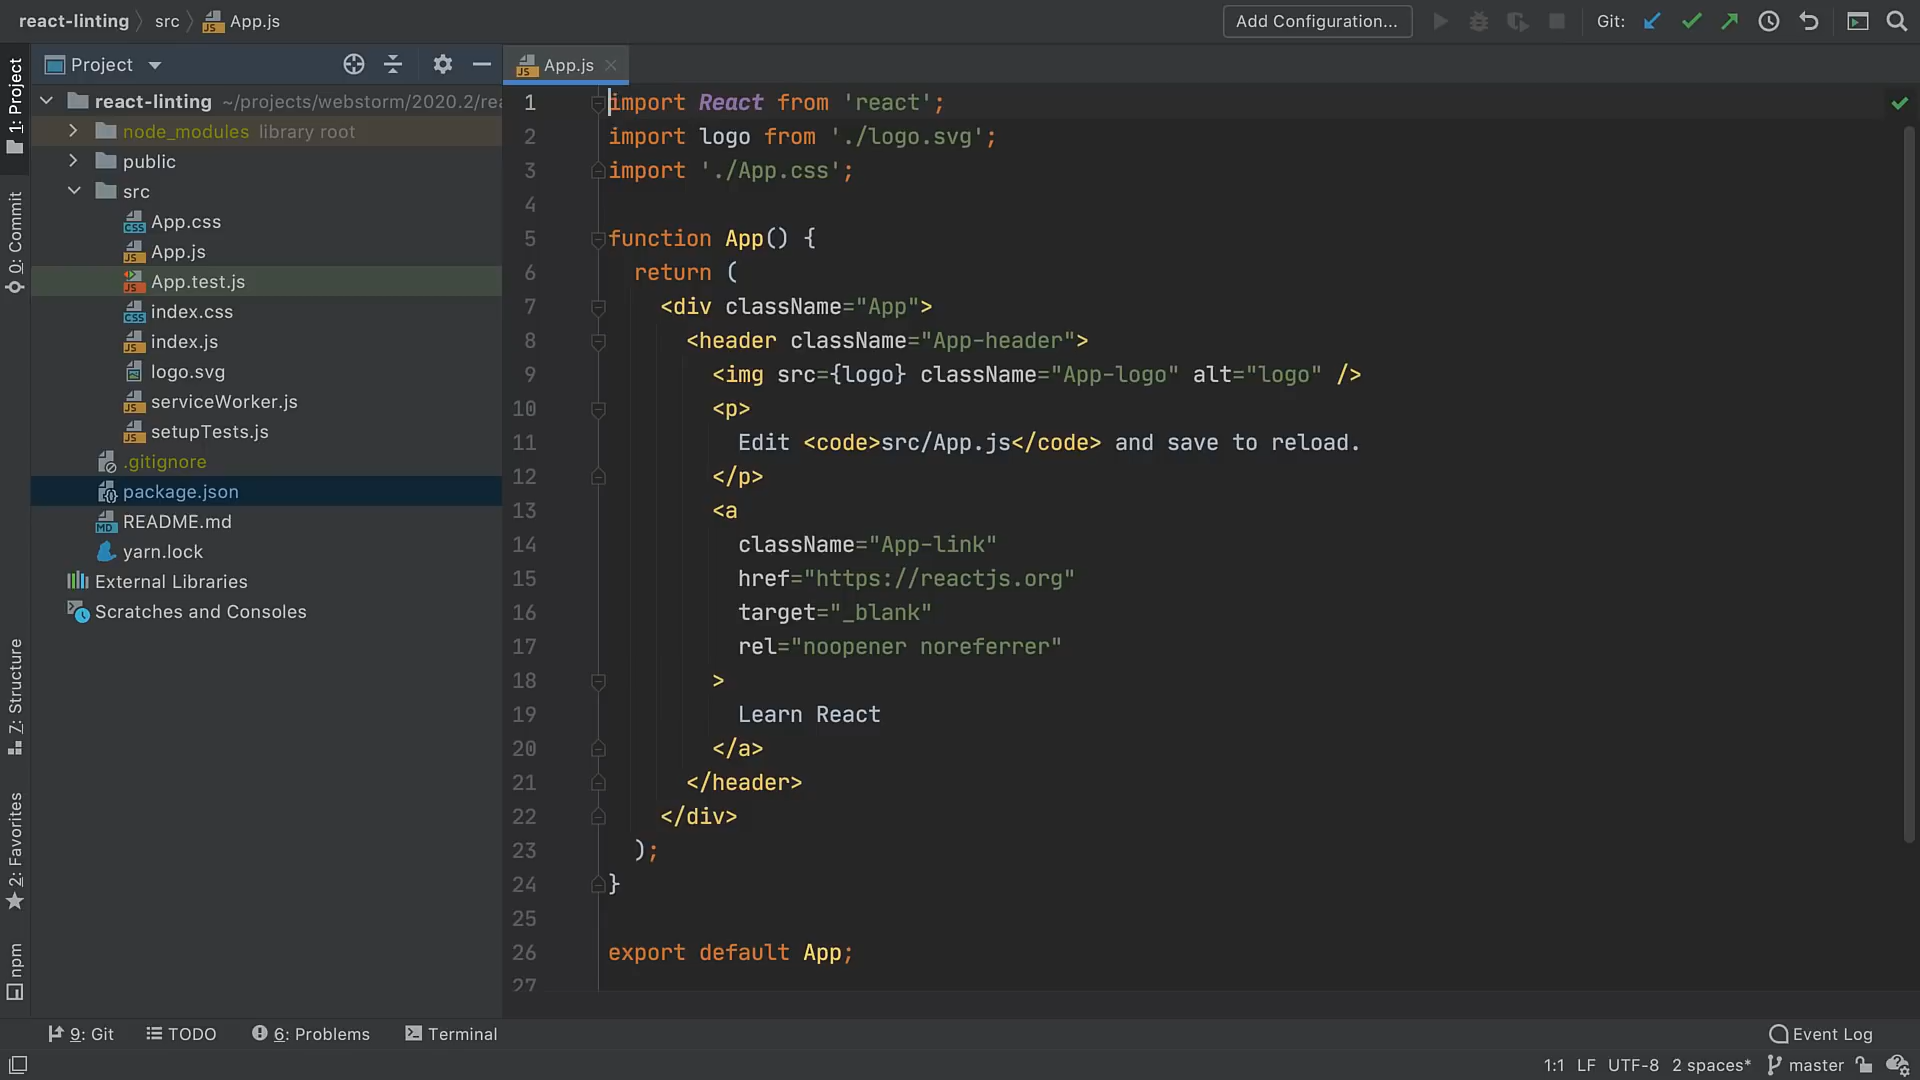 react-linting
src
App.js
Add Configuration...
Git:
Project
App.js
1: Project
0: Commit
Z: Structure
2: Favorites
npm
react-linting
node_modules library root
public
src
App.css
App.js
App.test.js
index.css
index.js
logo.svg
serviceWorker.js
setupTests.js
.gitignore
package.json
README.md
yarn.lock
External Libraries
Scratches and Consoles
1 import React from 'react';
2 import logo from './logo.svg';
3 import './App.css';
4
5 function App() {
6 return (
7 <div className="App">
8 <header className="App-header">
9 <img src={logo} className="App-logo" alt="logo" />
10 <p>
11 Edit <code>src/App.js</code> and save to reload.
12 </p>
13 <a
14 className="App-link"
15 href="https://reactjs.org"
16 target="_blank"
17 rel="noopener noreferrer"
18 >
19 Learn React
20 </a>
21 </header>
22 </div>
23 );
24 }
25
26 export default App;
27
9: Git
TODO
6: Problems
Terminal
Event Log
1:1 LF UTF-8 2 spaces* master